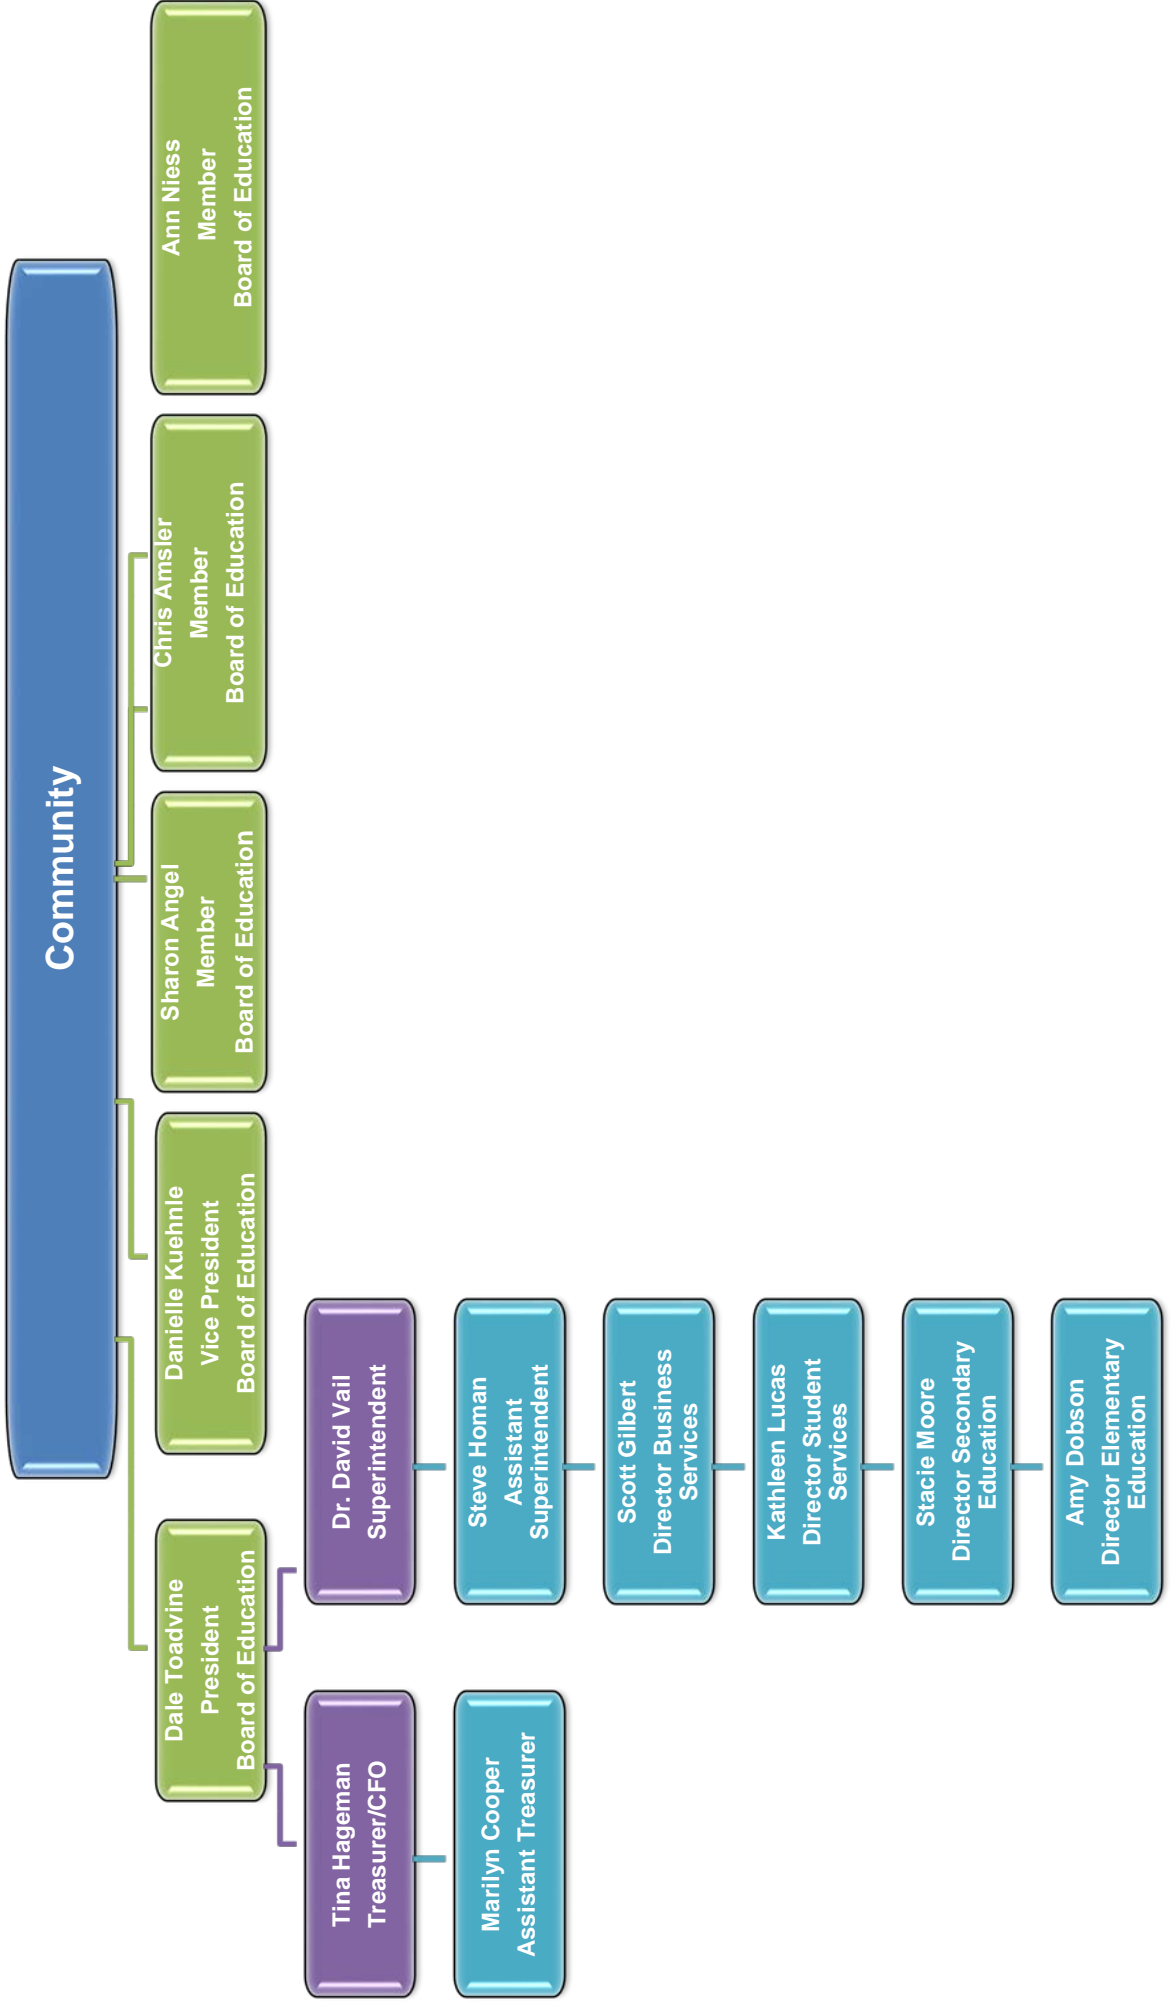 Community
Dale Toadvine
President
Board of Education
Danielle Kuehnle
Vice President
Board of Education
Sharon Angel
Member
Board of Education
Chris Amsler
Member
Board of Education
Ann Niess
Member
Board of Education
Tina Hageman
Treasurer/CFO
Dr. David Vail
Superintendent
Marilyn Cooper
Assistant Treasurer
Steve Homan
Assistant
Superintendent
Scott Gilbert
Director Business
Services
Kathleen Lucas
Director Student
Services
Stacie Moore
Director Secondary
Education
Amy Dobson
Director Elementary
Education